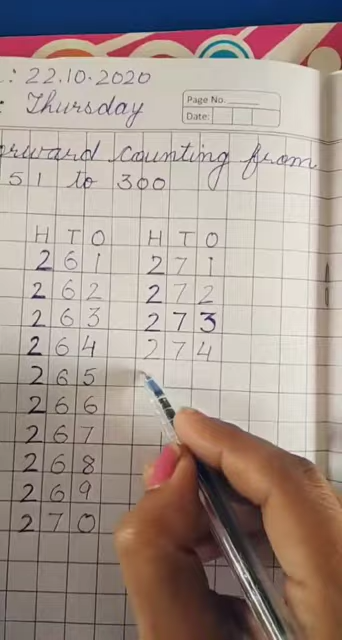 : 22.10.2020
: Thursday
Page No.
Date:
orward counting from
51 to 300
H T O H T O
2 6 1 2 7 1
2 6 2 2 7 2
2 6 3 2 7 3
2 6 4 2 7 4
2 6 5
2 6 6
2 6 7
2 6 8
2 6 9
2 7 0